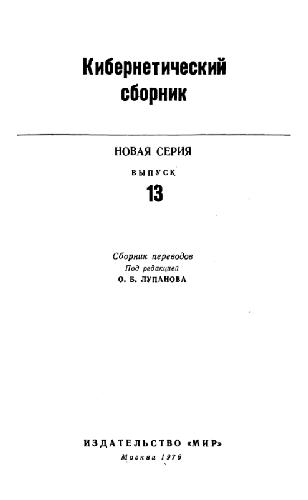 Кибернетический
сборник
НОВАЯ СЕРИЯ
ВЫПУСК
13
Сборник переводов
Под редакцией
О. Б. ЛУПАНОВА
ИЗДАТЕЛЬСТВО «МИР»
Москва 1976